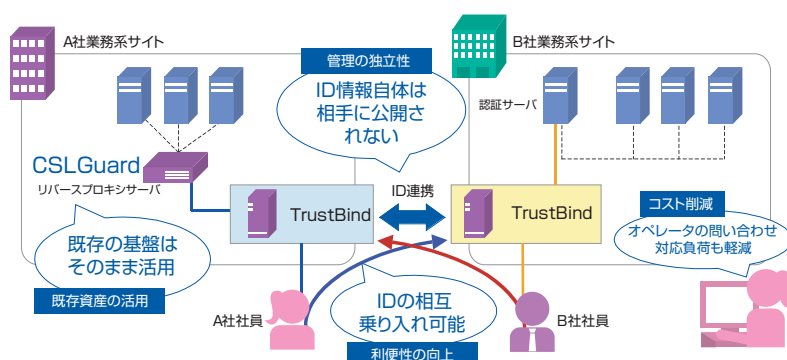 A社業務系サイト
B社業務系サイト
管理の独立性
ID情報自体は
相手に公開さ
れない
認証サーバ
CSLGuard
リバースプロキシサーバ
ID連携
TrustBind
TrustBind
コスト削減
オペレータの問い合わせ
対応負荷も軽減
既存の基盤は
そのまま活用
既存資産の活用
A社社員
IDの相互
乗り入れ可能
利便性の向上
B社社員